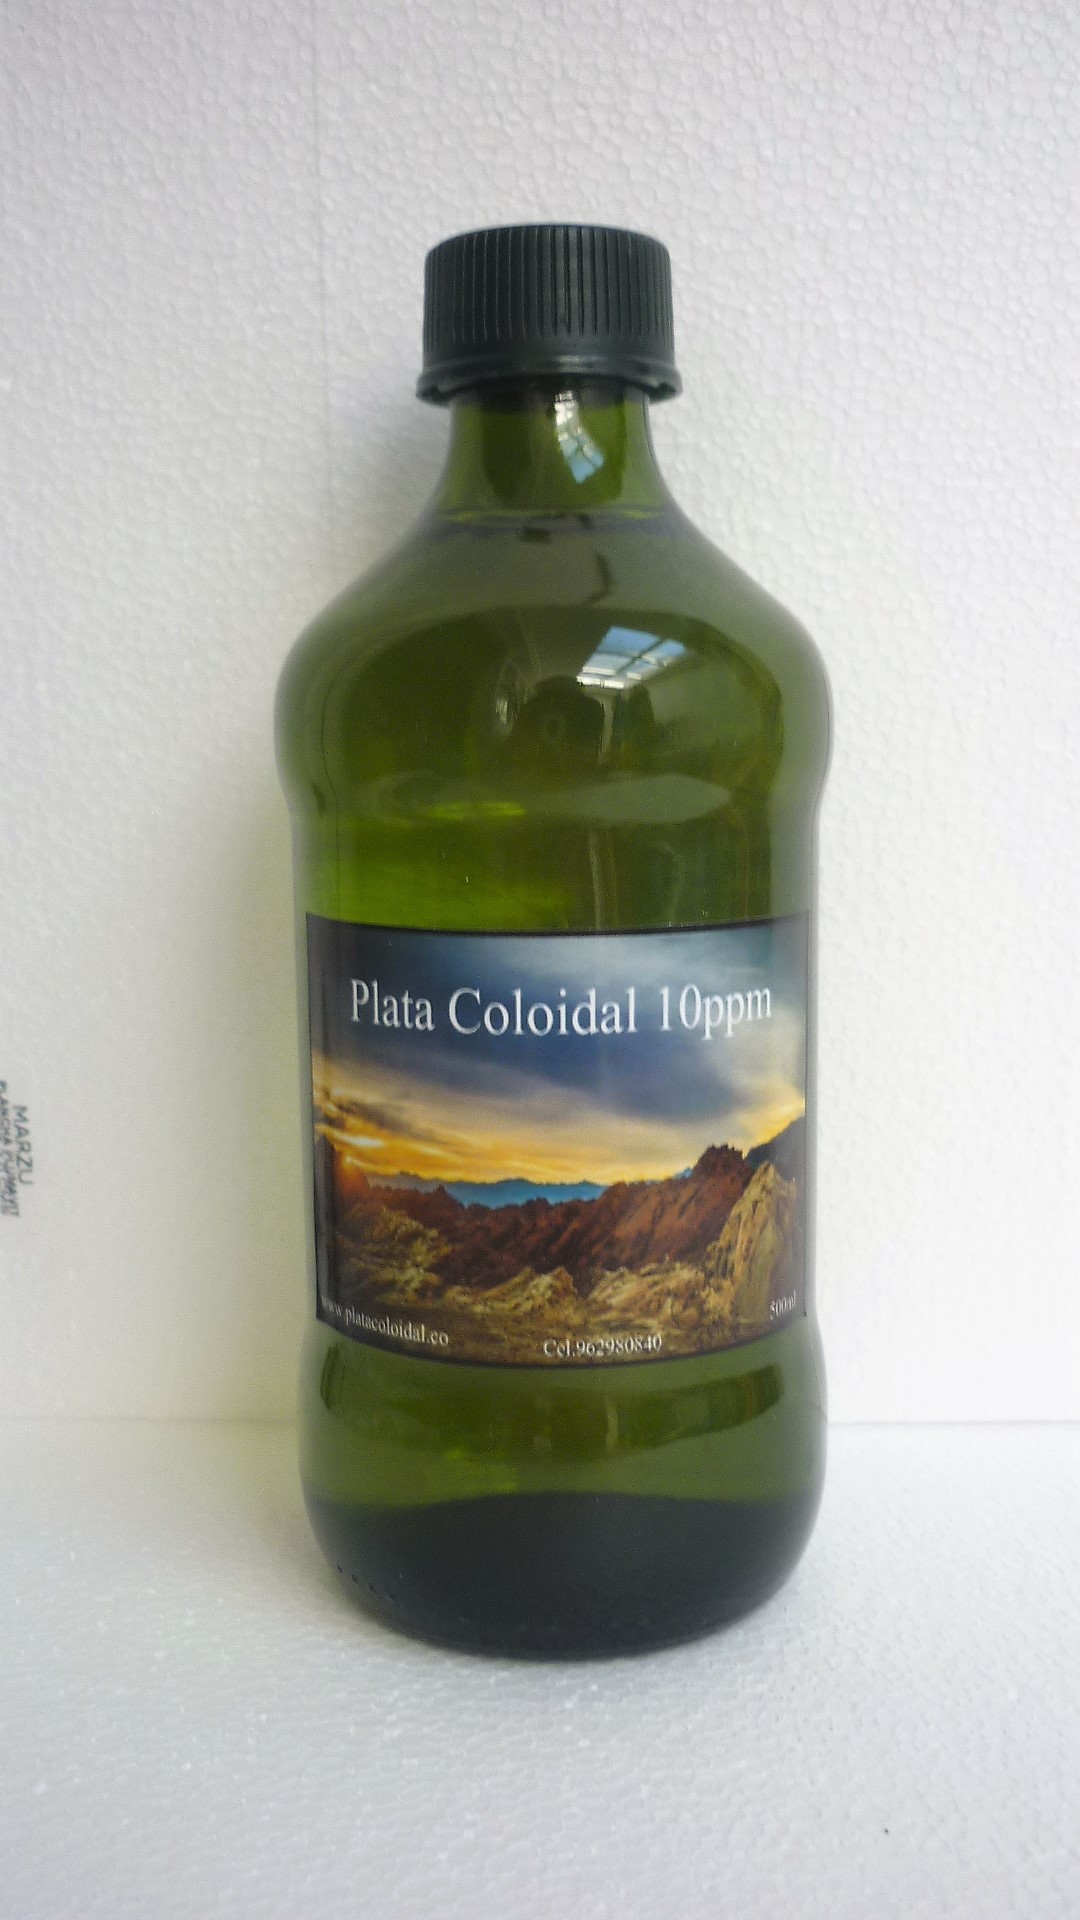 Plata Coloidal 10ppm
www.platacoloidal.co
Cel.962980840
500ml
MARZU